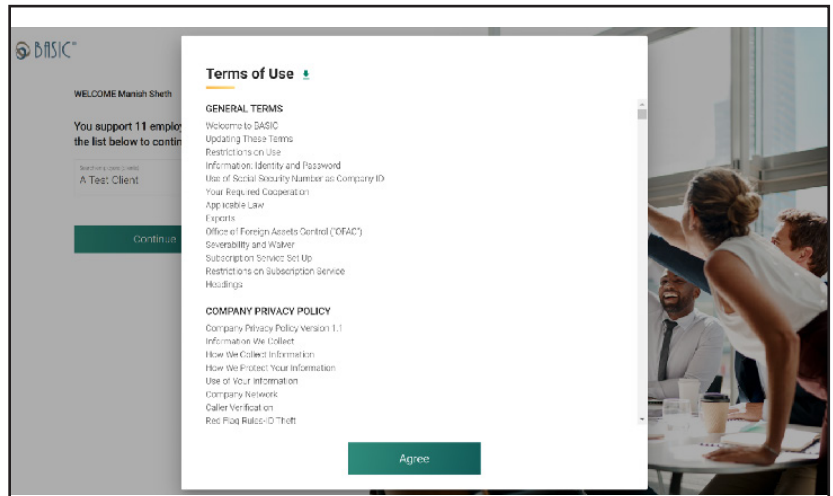 BASIC
WELCOME Manish Sheth
You support 11 employ
the list below to contin
A Test Client
Continue
Terms of Use
GENERAL TERMS
Welcome to BASIC
Updating These Terms
Restrictions on Use
Information: Identity and Password
Use of Social Security Number as Company ID
Your Required Cooperation
Applicable Law
Exports
Office of Foreign Assets Control ("OFAC")
Severability and Waiver
Subscription Service Set Up
Restrictions on Subscription Service
Headings
COMPANY PRIVACY POLICY
Company Privacy Policy Version 1.1
Information We Collect
How We Collect Information
How We Protect Your Information
Use of Your Information
Company Network
Caller Verification
Red Flag Rules-ID Theft
Agree